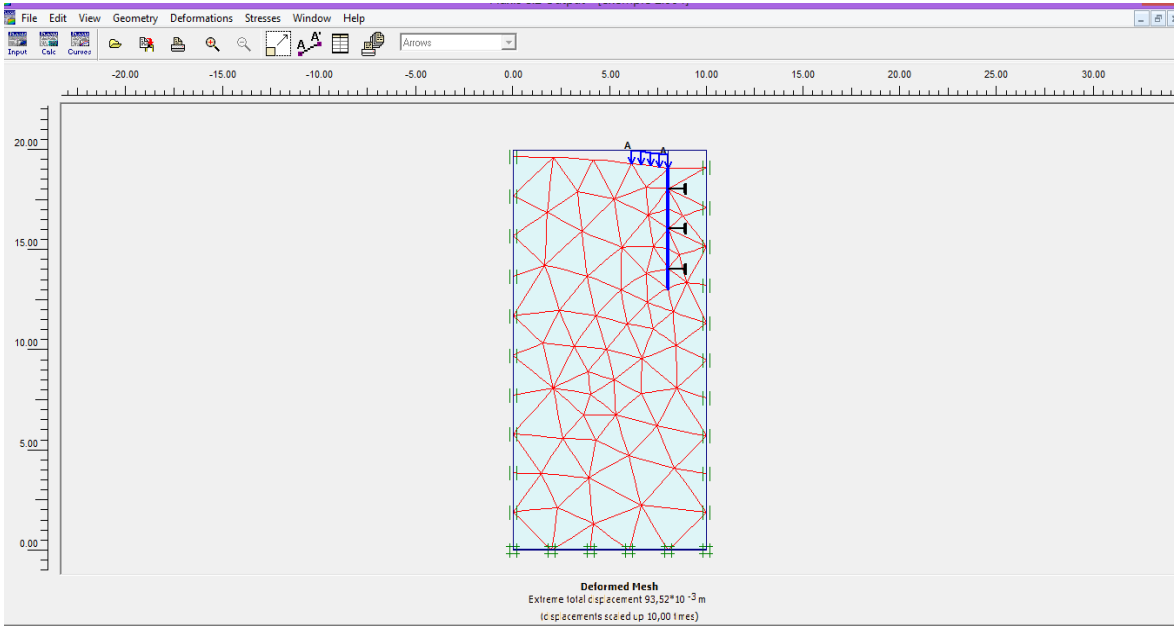 File Edit View Geometry Deformations Stresses Window Help
Input Calc Curves A A' Arrows
-20.00 -15.00 -10.00 -5.00 0.00 5.00 10.00 15.00 20.00 25.00 30.00
20.00
A A
15.00
10.00
5.00
0.00
Deformed Mesh
Extreme total displacement 93,52*10 -3 m
(displacements scaled up 10,00 times)